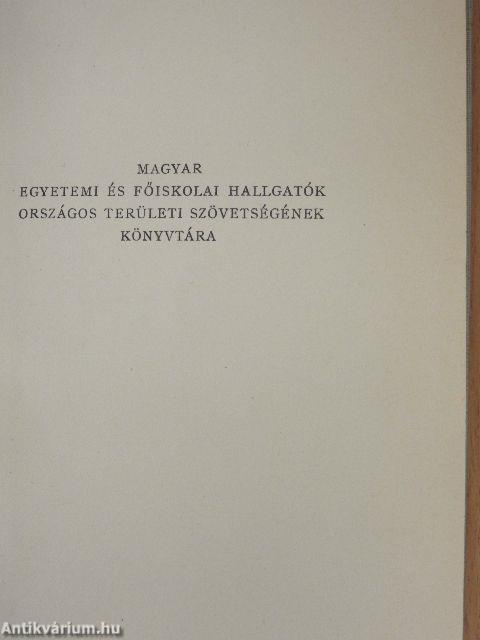 MAGYAR
EGYETEMI ÉS FŐISKOLAI HALLGATÓK
ORSZÁGOS TERÜLETI SZÖVETSÉGÉNEK
KÖNYVTÁRA
Antikvárium.hu